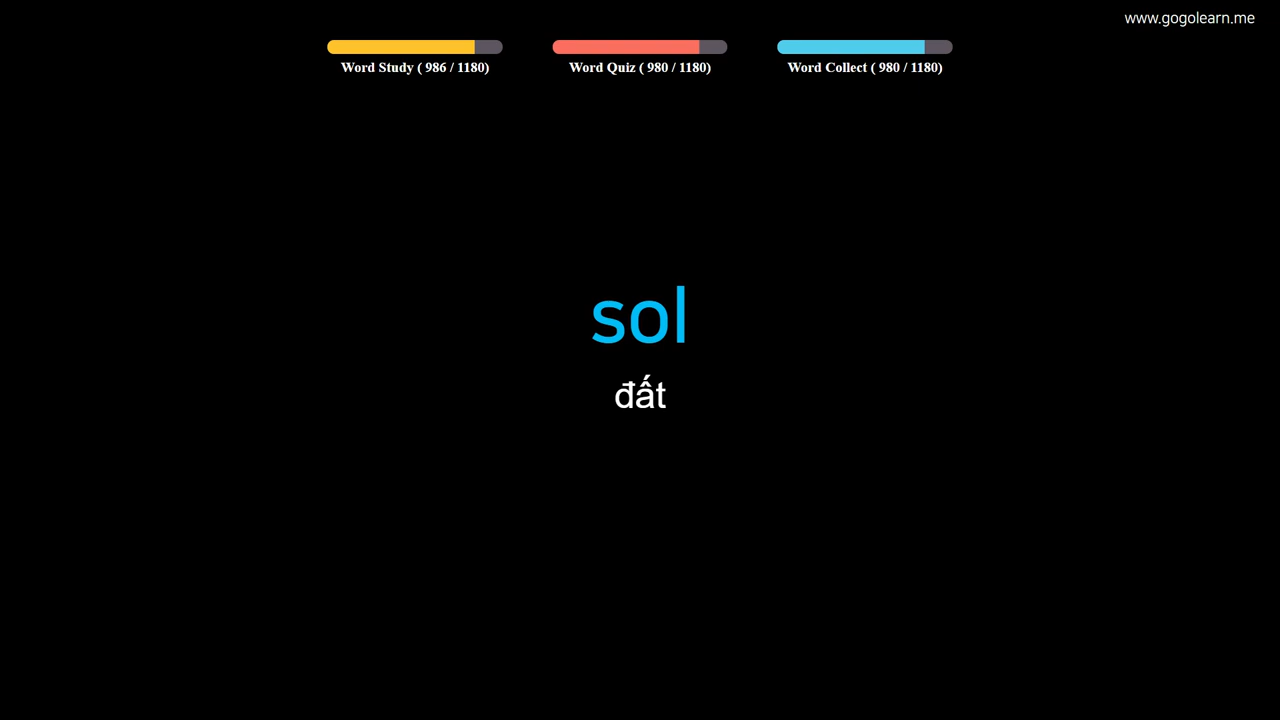 www.gogolearn.me
Word Study ( 986 / 1180)
Word Quiz ( 980 / 1180)
Word Collect ( 980 / 1180)
sol
đất